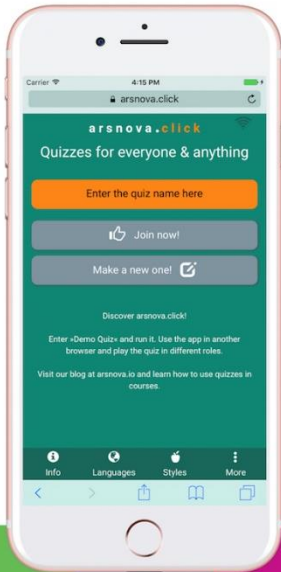 Carrier 4:15 PM
arsnova.click
arsnova.click
Quizzes for everyone & anything
Enter the quiz name here
Join now!
Make a new one!
Discover arsnova.click!
Enter »Demo Quiz« and run it. Use the app in another
browser and play the quiz in different roles.
Visit our blog at arsnova.io and learn how to use quizzes in
courses.
Info Languages Styles More